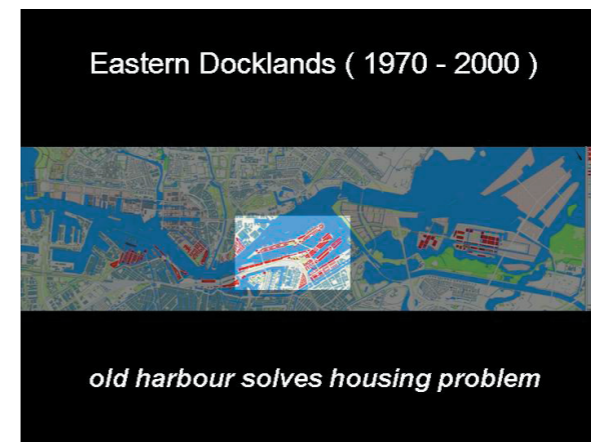 Eastern Docklands ( 1970 - 2000 )
old harbour solves housing problem